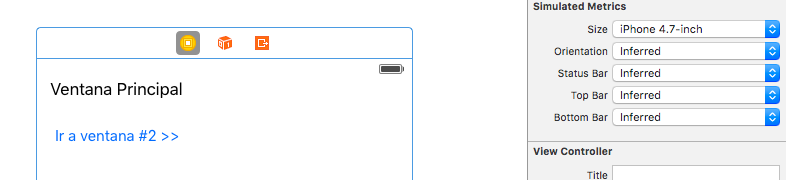 Ventana Principal
Ir a ventana #2 >>
Simulated Metrics
Size iPhone 4.7-inch
Orientation Inferred
Status Bar Inferred
Top Bar Inferred
Bottom Bar Inferred
View Controller
Title